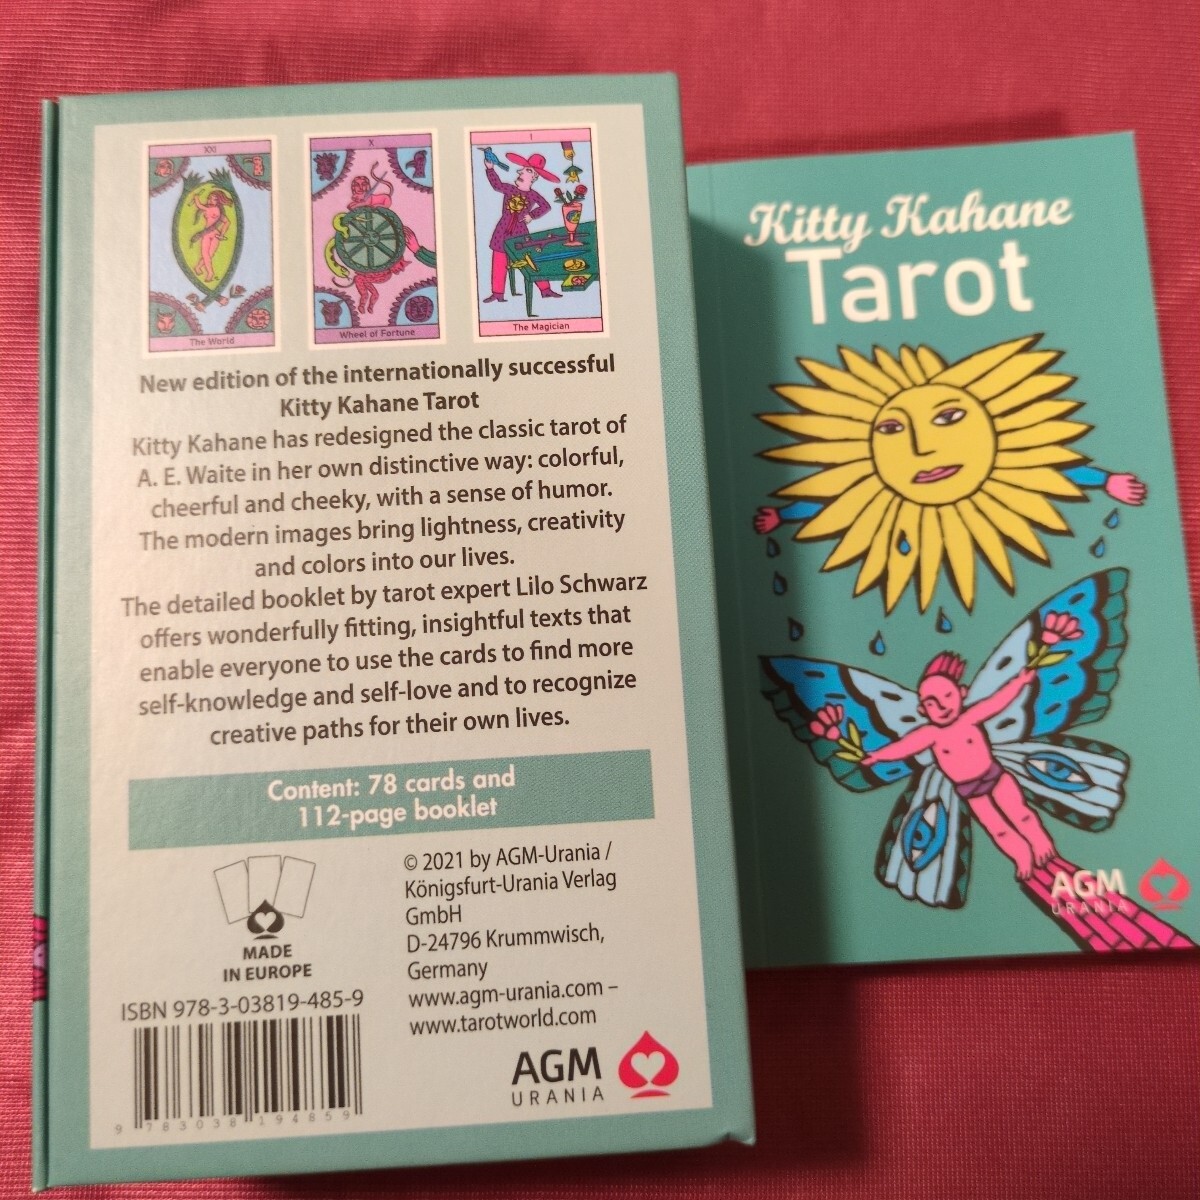 XXI
The World
X
Wheel of Fortune
I
The Magician
New edition of the internationally successful
Kitty Kahane Tarot
Kitty Kahane has redesigned the classic tarot of
A. E. Waite in her own distinctive way: colorful,
cheerful and cheeky, with a sense of humor.
The modern images bring lightness, creativity
and colors into our lives.
The detailed booklet by tarot expert Lilo Schwarz
offers wonderfully fitting, insightful texts that
enable everyone to use the cards to find more
self-knowledge and self-love and to recognize
creative paths for their own lives.
Content: 78 cards and
112-page booklet
MADE
IN EUROPE
ISBN 978-3-03819-485-9
9 783038 194859
© 2021 by AGM-Urania /
Königsfurt-Urania Verlag
GmbH
D-24796 Krummwisch,
Germany
www.agm-urania.com –
www.tarotworld.com
AGM
URANIA
Kitty Kahane
Tarot
AGM
URANIA